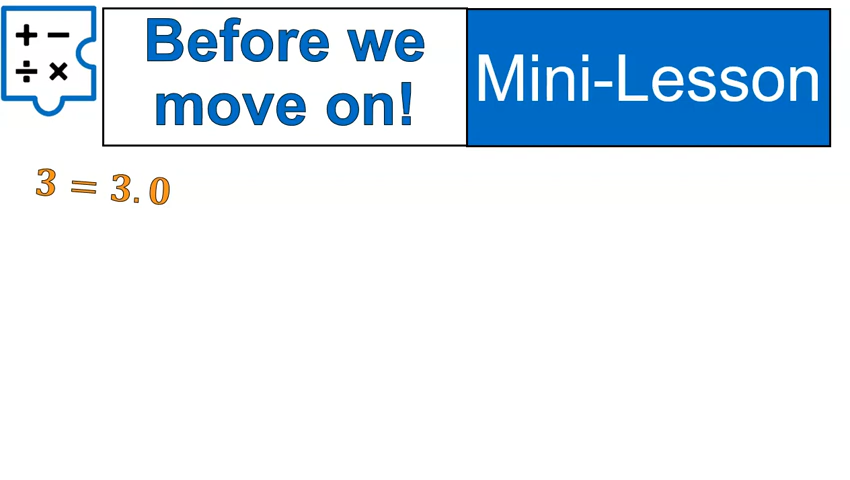 + −
÷ ×
Before we
move on!
Mini-Lesson
3 = 3.0